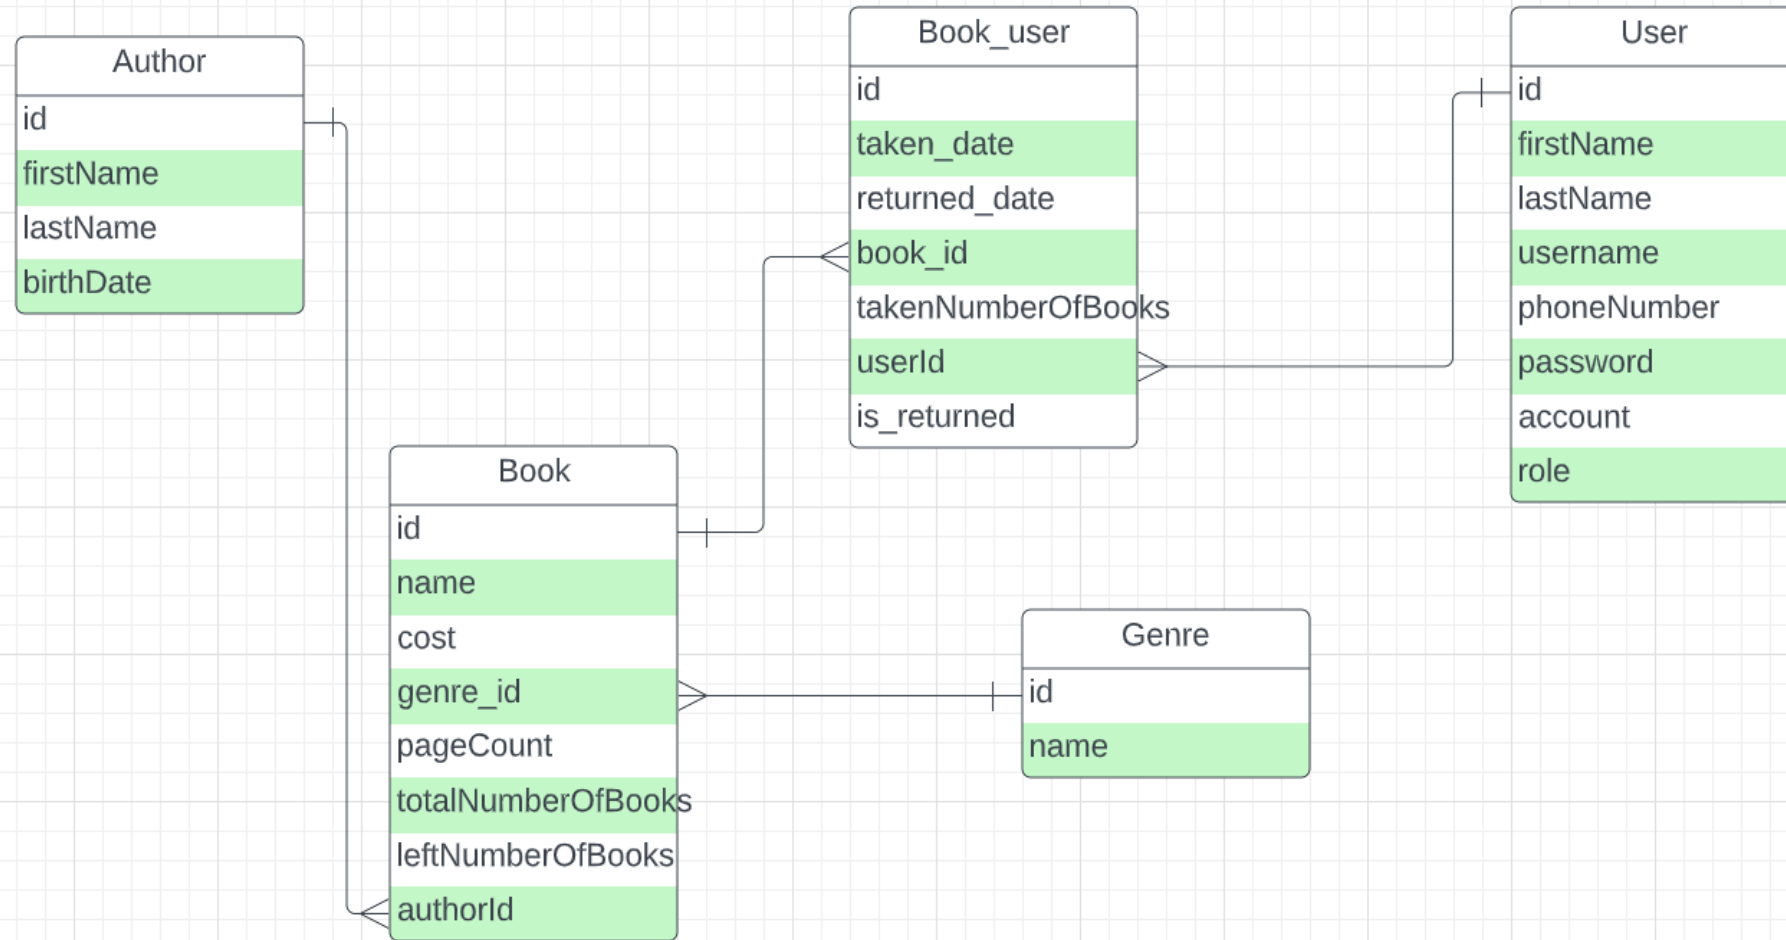 Author
id
firstName
lastName
birthDate
Book_user
id
taken_date
returned_date
book_id
takenNumberOfBooks
userId
is_returned
User
id
firstName
lastName
username
phoneNumber
password
account
role
Book
id
name
cost
genre_id
pageCount
totalNumberOfBooks
leftNumberOfBooks
authorId
Genre
id
name